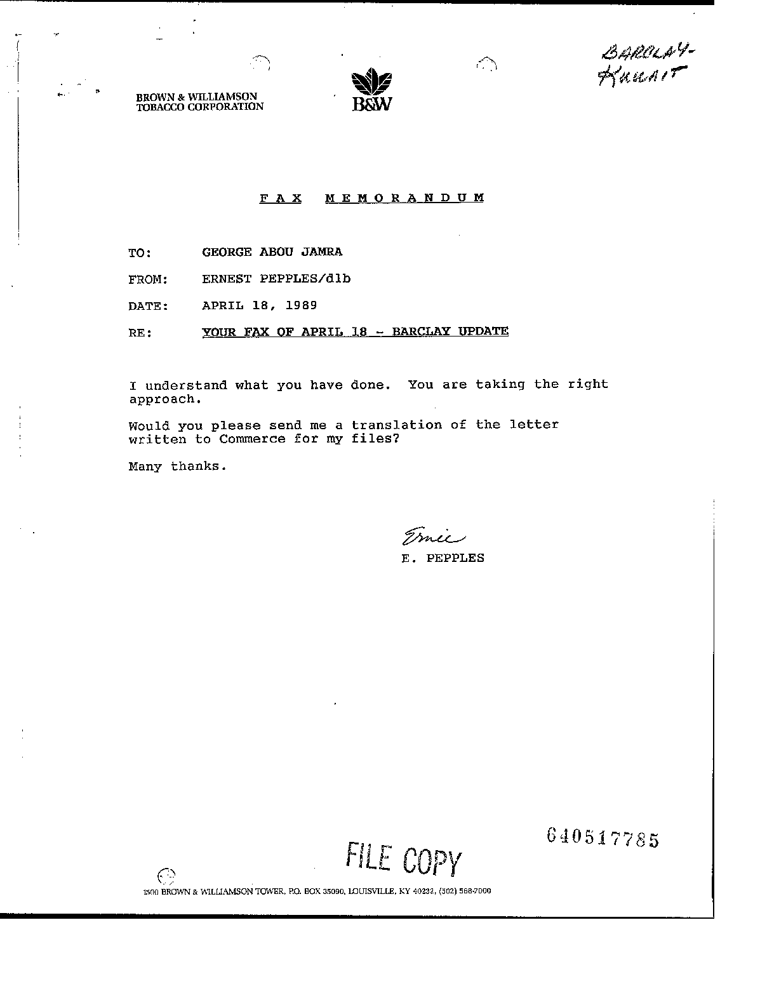 BARCLAY-
KUWAIT
BROWN & WILLIAMSON
TOBACCO CORPORATION
B&W
FAX MEMORANDUM
TO: GEORGE ABOU JAMRA
FROM: ERNEST PEPPLES/dlb
DATE: APRIL 18, 1989
RE: YOUR FAX OF APRIL 18 - BARCLAY UPDATE
I understand what you have done. You are taking the right
approach.
Would you please send me a translation of the letter
written to Commerce for my files?
Many thanks.
Ernie
E. PEPPLES
640517785
FILE COPY
1500 BROWN & WILLIAMSON TOWER, P.O. BOX 35090, LOUISVILLE, KY 40232, (502) 568-7000